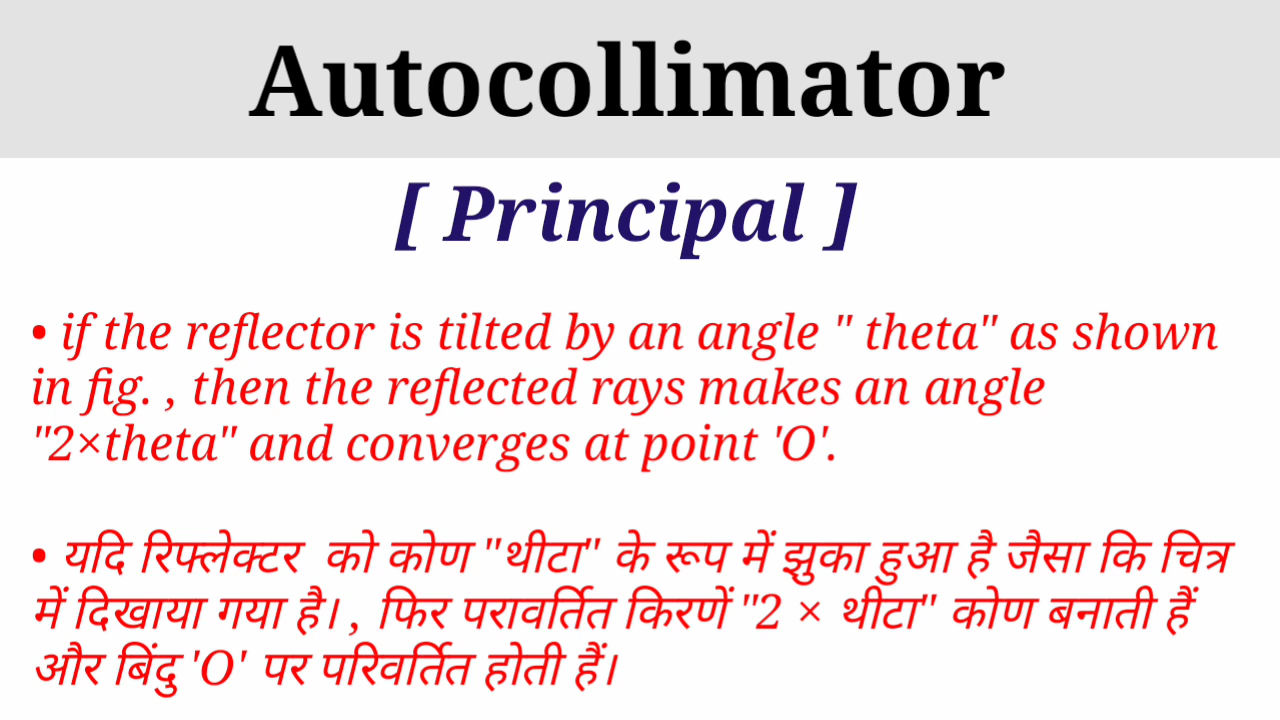 Autocollimator
[ Principal ]
• if the reflector is tilted by an angle " theta" as shown
in fig. , then the reflected rays makes an angle
"2×theta" and converges at point 'O'.
• यदि रिफ्लेक्टर  को कोण "थीटा" के रूप में झुका हुआ है जैसा कि चित्र
में दिखाया गया है। , फिर परावर्तित किरणें "2 × थीटा" कोण बनाती हैं
और बिंदु 'O' पर परिवर्तित होती हैं।